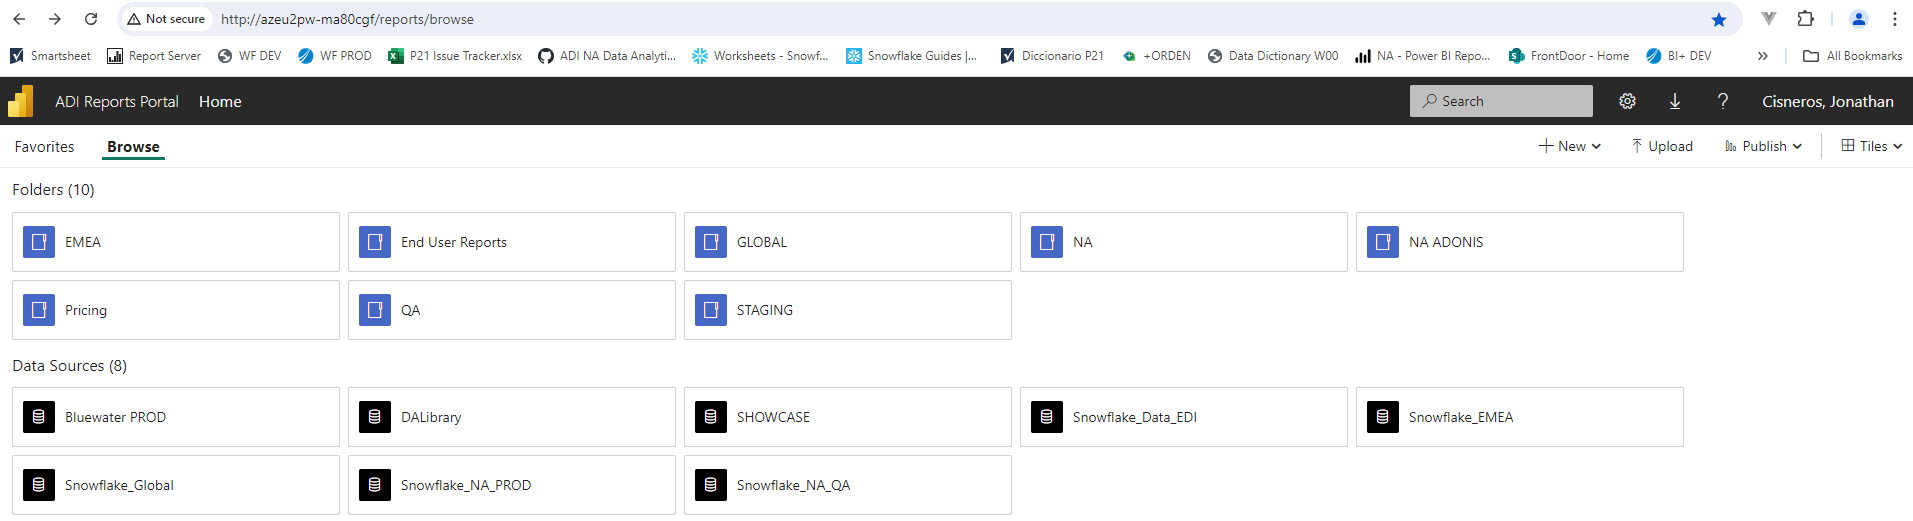 Not secure http://azeu2pw-ma80cgf/reports/browse
Smartsheet Report Server WF DEV WF PROD P21 Issue Tracker.xlsx ADI NA Data Analyti... Worksheets - Snowf... Snowflake Guides |... Diccionario P21 +ORDEN Data Dictionary W00 NA - Power BI Repo... FrontDoor - Home BI+ DEV » All Bookmarks
ADI Reports Portal Home Search ? Cisneros, Jonathan
Favorites Browse New Upload Publish Tiles
Folders (10)
EMEA End User Reports GLOBAL NA NA ADONIS
Pricing QA STAGING
Data Sources (8)
Bluewater PROD DALibrary SHOWCASE Snowflake_Data_EDI Snowflake_EMEA
Snowflake_Global Snowflake_NA_PROD Snowflake_NA_QA